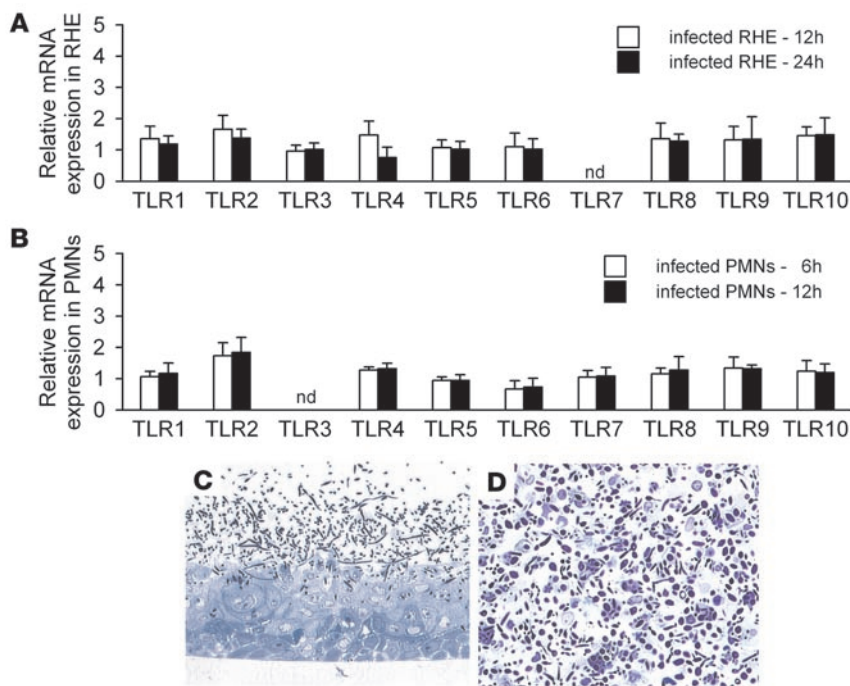 A
Relative mRNA
expression in RHE
5
4
3
2
1
0
infected RHE - 12h
infected RHE - 24h
nd
TLR1 TLR2 TLR3 TLR4 TLR5 TLR6 TLR7 TLR8 TLR9 TLR10
B
Relative mRNA
expression in PMNs
5
4
3
2
1
0
infected PMNs - 6h
infected PMNs - 12h
nd
TLR1 TLR2 TLR3 TLR4 TLR5 TLR6 TLR7 TLR8 TLR9 TLR10
C
D